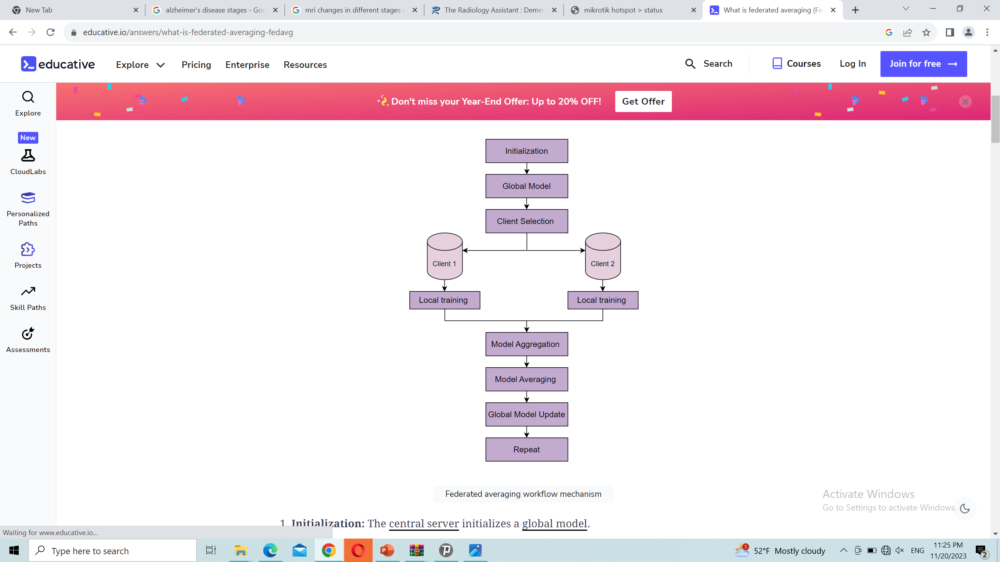 New Tab
alzheimer's disease stages - Goo
mri changes in different stages o
The Radiology Assistant : Demen
mikrotik hotspot > status
What is federated averaging (Fe
educative.io/answers/what-is-federated-averaging-fedavg
educative
Explore
Pricing
Enterprise
Resources
Search
Courses
Log In
Join for free
Don't miss your Year-End Offer: Up to 20% OFF!
Get Offer
Explore
New
CloudLabs
Personalized
Paths
Projects
Skill Paths
Assessments
Initialization
Global Model
Client Selection
Client 1
Client 2
Local training
Local training
Model Aggregation
Model Averaging
Global Model Update
Repeat
Federated averaging workflow mechanism
Activate Windows
Go to Settings to activate Windows.
1. Initialization: The central server initializes a global model.
Waiting for www.educative.io...
Type here to search
1
52°F Mostly cloudy
ENG
11:25 PM
11/20/2023
2